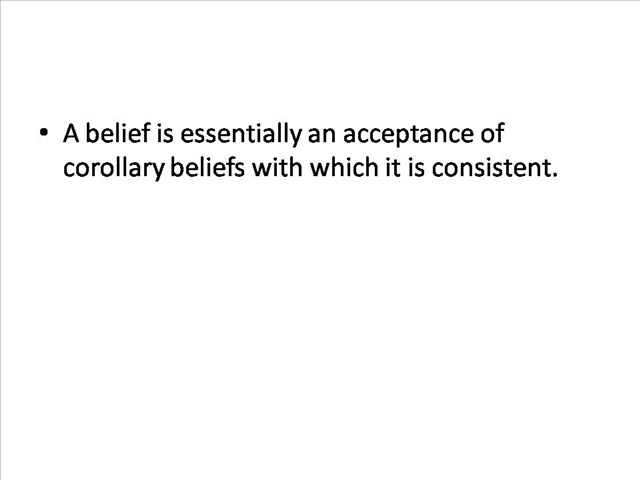 • A belief is essentially an acceptance of
corollary beliefs with which it is consistent.